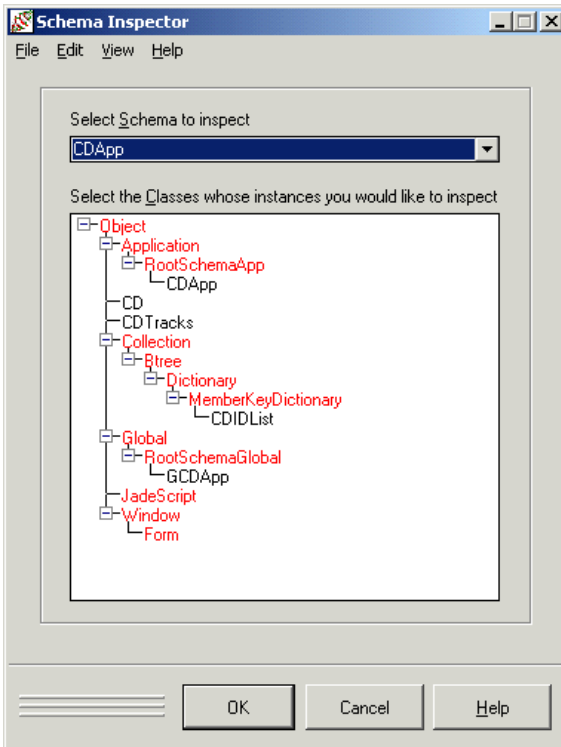 Schema Inspector
File Edit View Help
Select Schema to inspect
CDApp
Select the Classes whose instances you would like to inspect
Object
Application
RootSchemaApp
CDApp
CD
CDTracks
Collection
Btree
Dictionary
MemberKeyDictionary
CDIDList
Global
RootSchemaGlobal
GCDApp
JadeScript
Window
Form
OK Cancel Help